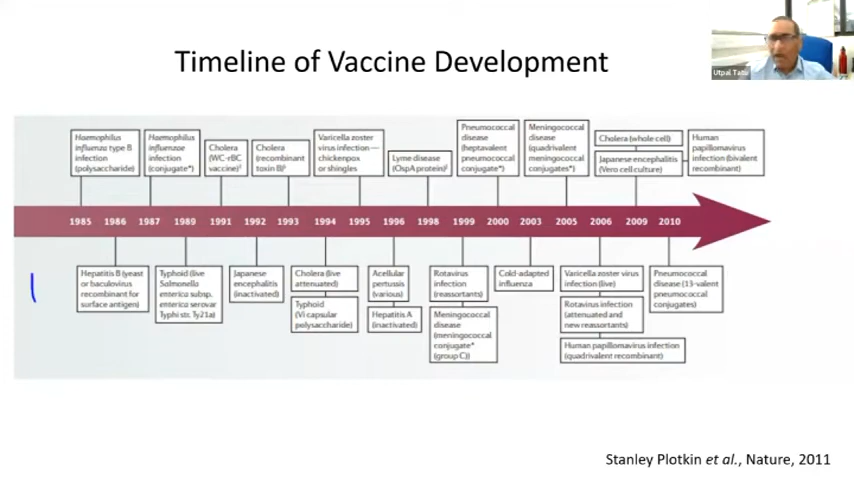 Timeline of Vaccine Development
Utpal Tatu
Haemophilus
influenza type B
infection
(polysaccharide)
Haemophilus
influenzae
infection
(conjugate*)
Cholera
(WC-rBC
vaccine)‡
Cholera
(recombinant
toxin B)§
Varicella zoster
virus infection—
chickenpox
or shingles
Lyme disease
(OspA protein)
Pneumococcal
disease
(heptavalent
pneumococcal
conjugate*)
Meningococcal
disease
(quadrivalent
meningococcal
conjugates*)
Cholera (whole cell)
Japanese encephalitis
(Vero cell culture)
Human
papillomavirus
infection (bivalent
recombinant)
1985 1986 1987 1989 1991 1992 1993 1994 1995 1996 1998 1999 2000 2003 2005 2006 2009 2010
Hepatitis B (yeast
or baculovirus
recombinant for
surface antigen)
Typhoid (live
Salmonella
enterica subsp.
enterica serovar
Typhi str. Ty21a)
Japanese
encephalitis
(inactivated)
Cholera (live
attenuated)
Typhoid
(Vi capsular
polysaccharide)
Acellular
pertussis
(various)
Hepatitis A
(inactivated)
Rotavirus
infection
(reassortants)
Meningococcal
disease
(meningococcal
conjugate*
(group C))
Cold-adapted
influenza
Varicella zoster virus
infection (live)
Rotavirus infection
(attenuated and
new reassortants)
Human papillomavirus infection
(quadrivalent recombinant)
Pneumococcal
disease (13-valent
pneumococcal
conjugates)
Stanley Plotkin et al., Nature, 2011